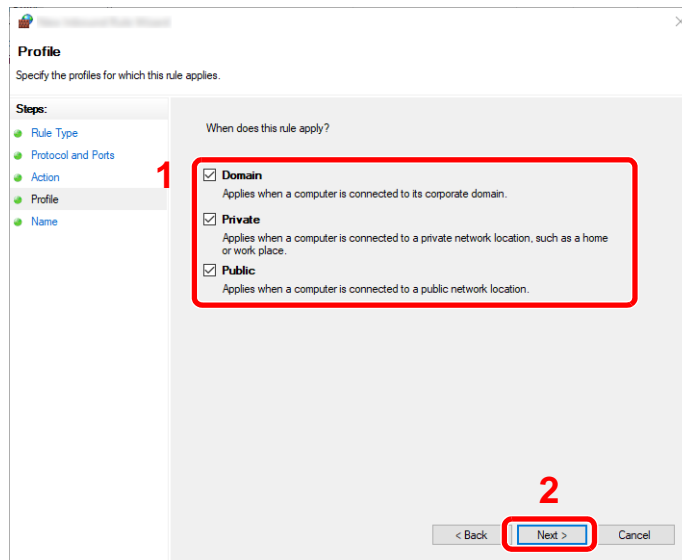 Profile
Specify the profiles for which this rule applies.
Steps:
Rule Type
Protocol and Ports
Action
Profile
Name
When does this rule apply?
1
Domain
Applies when a computer is connected to its corporate domain.
Private
Applies when a computer is connected to a private network location, such as a home
or work place.
Public
Applies when a computer is connected to a public network location.
2
< Back
Next >
Cancel